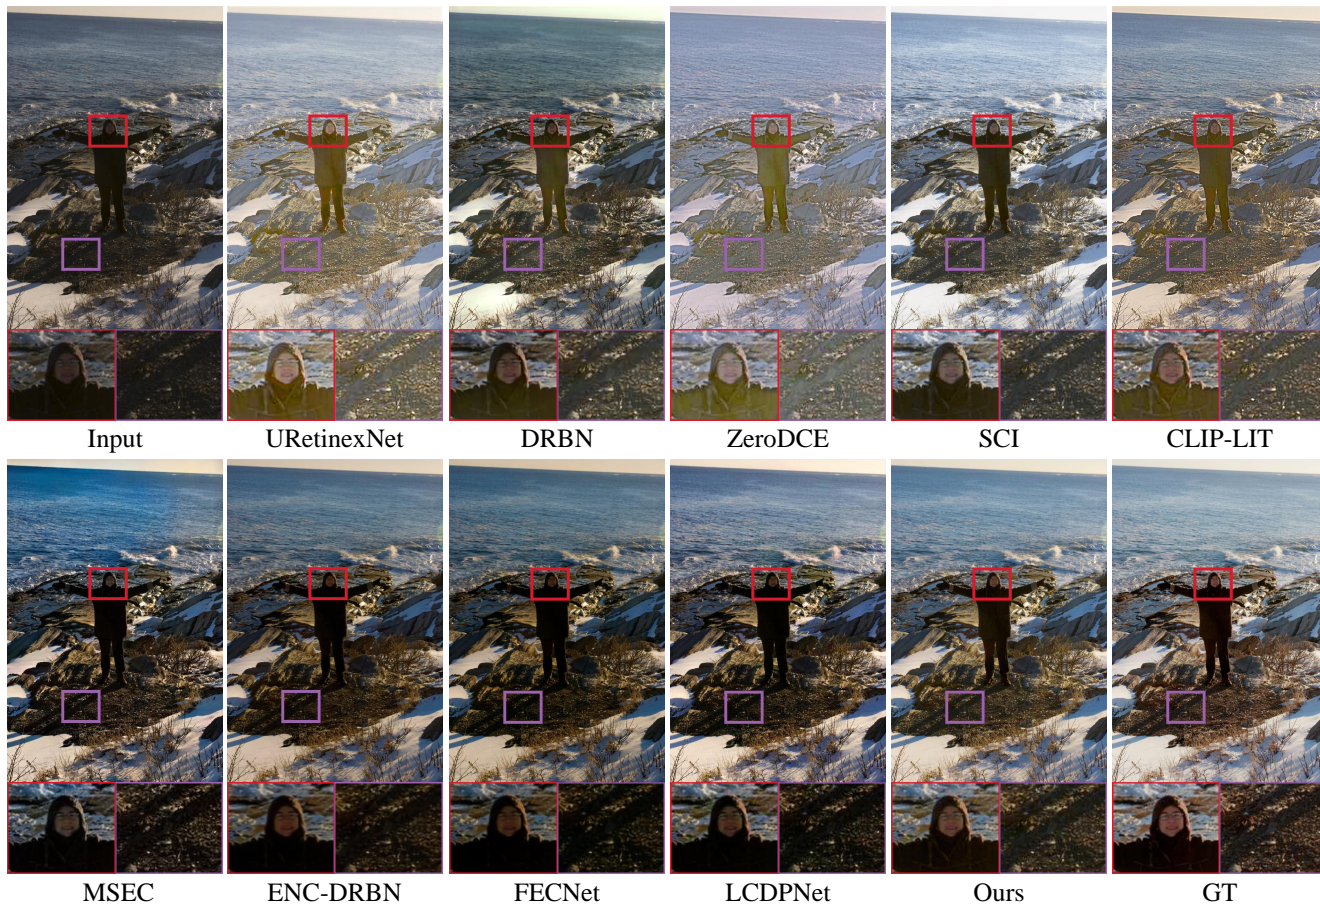 Input URetinexNet DRBN ZeroDCE SCI CLIP-LIT
MSEC ENC-DRBN FECNet LCDPNet Ours GT